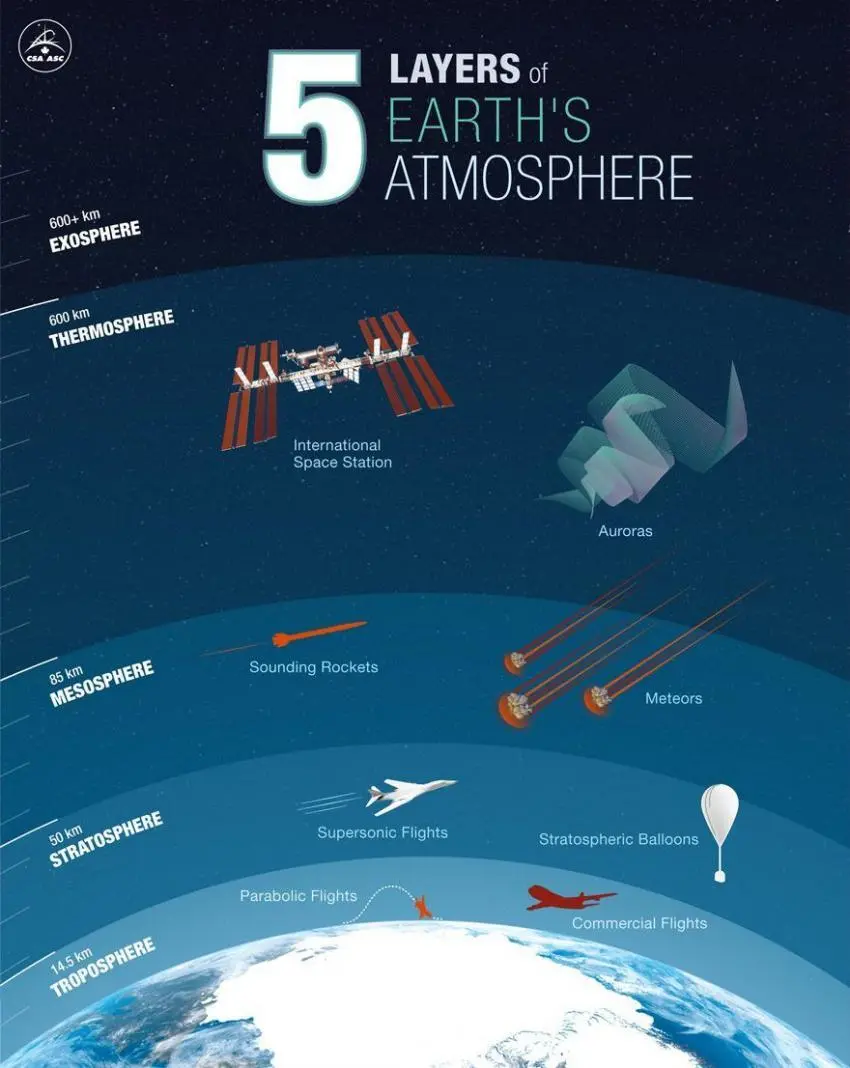 CSA ASC
5 LAYERS of
EARTH'S
ATMOSPHERE
600+ km
EXOSPHERE
600 km
THERMOSPHERE
International
Space Station
Auroras
85 km
MESOSPHERE
Sounding Rockets
Meteors
50 km
STRATOSPHERE
Supersonic Flights
Stratospheric Balloons
Parabolic Flights
Commercial Flights
14.5 km
TROPOSPHERE